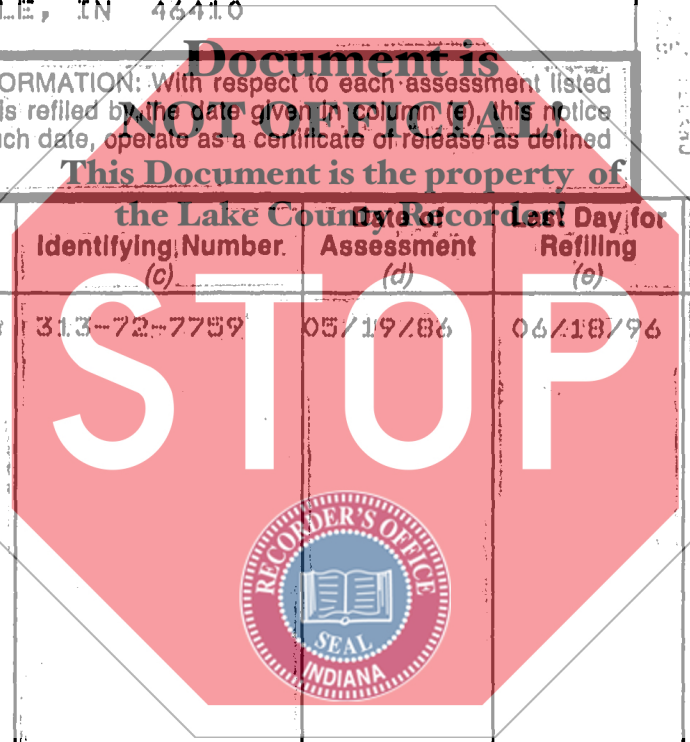 LE, IN 46410
Document is
ORMATION: With respect to each assessment listed
is refiled by the date given in column (e), this notice
NOT OFFICIAL!
uch date, operate as a certificate of release as defined
This Document is the property of
the Lake County Recorder!
Identifying Number
(c)
Date of
Assessment
(d)
Last Day for
Refiling
(e)
313-72-7759 05/19/86 06/18/96
STOP
RECORDER'S OFFICE
SEAL
INDIANA